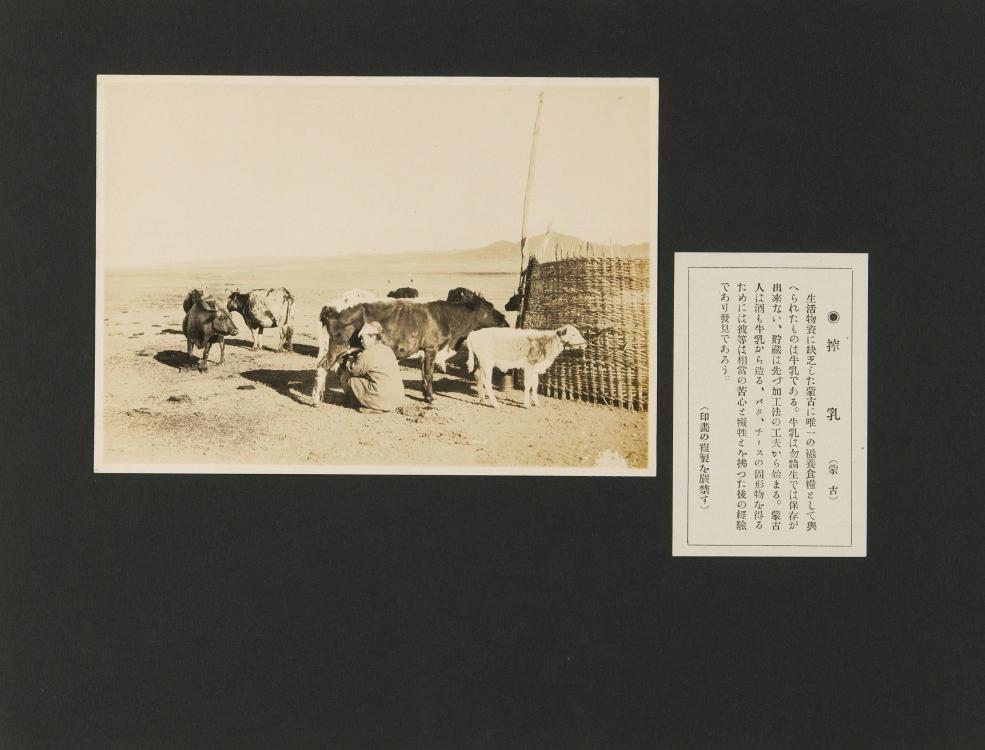 ◉搾乳(蒙古)
生活物資に缺乏した蒙古に唯一の滋養食糧として與
へられたものは牛乳である。牛乳は勿論生では保存が
出來ない、貯蔵は先づ加工法の工夫から始まる。蒙古
人は酒も牛乳から造る、バタ、チースの固形物を得る
ためには彼等は相當の苦心と犠牲とを拂つた後の經驗
であり發見であろう。
(印畵の複製を嚴禁す)